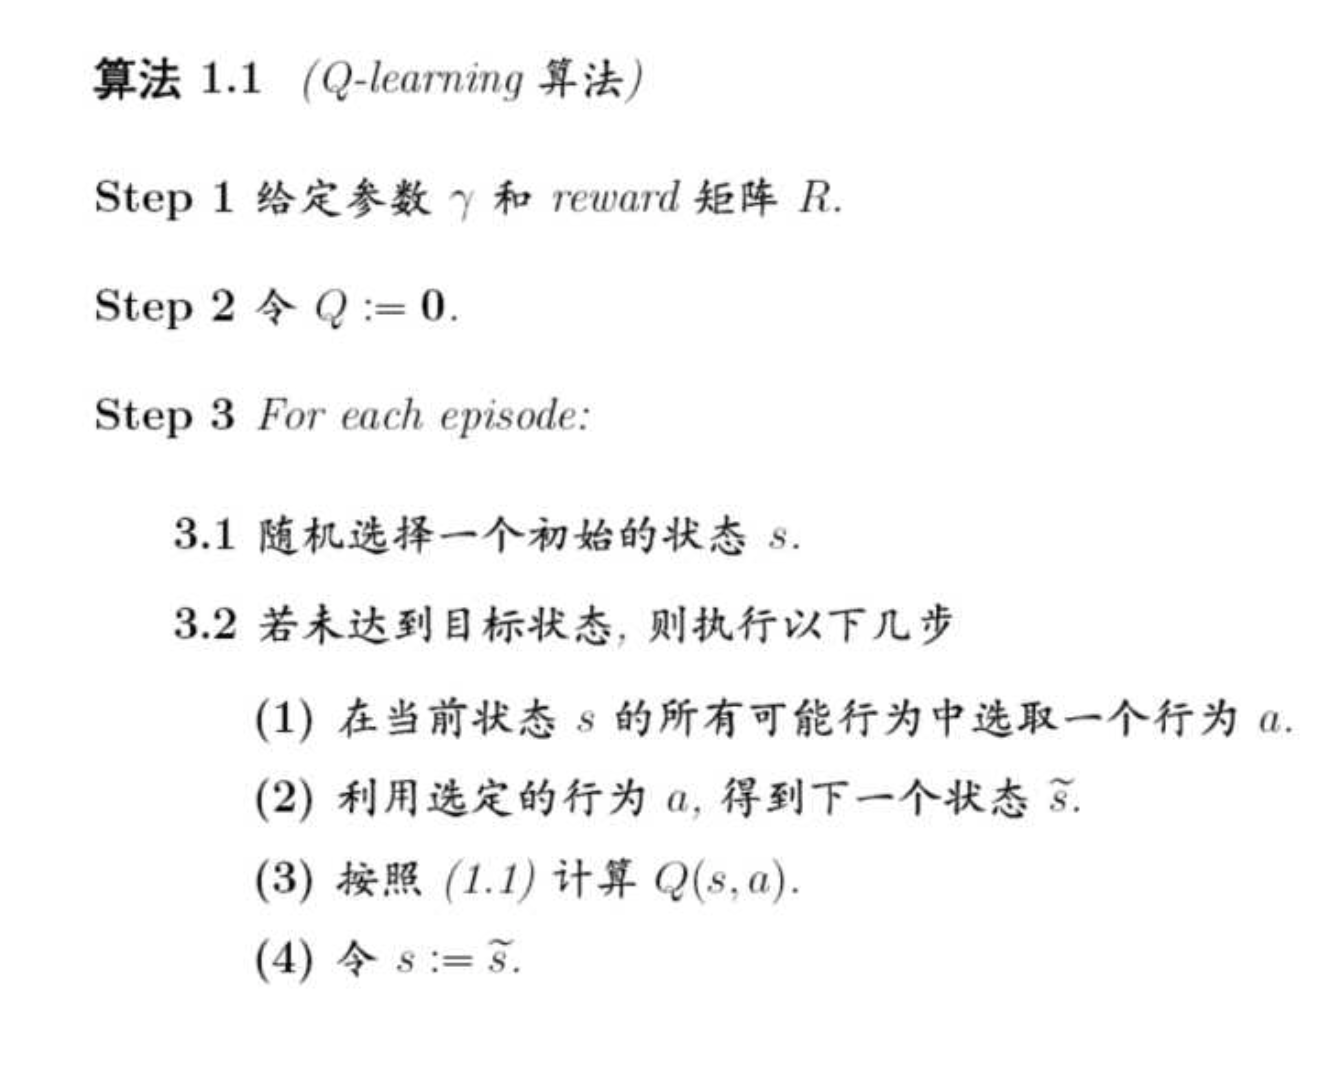 算法 1.1 (Q-learning 算法)
Step 1 给定参数 γ 和 reward 矩阵 R.
Step 2 令 Q := 0.
Step 3 For each episode:
3.1 随机选择一个初始的状态 s.
3.2 若未达到目标状态, 则执行以下几步
(1) 在当前状态 s 的所有可能行为中选取一个行为 a.
(2) 利用选定的行为 a, 得到下一个状态 s̃.
(3) 按照 (1.1) 计算 Q(s, a).
(4) 令 s := s̃.